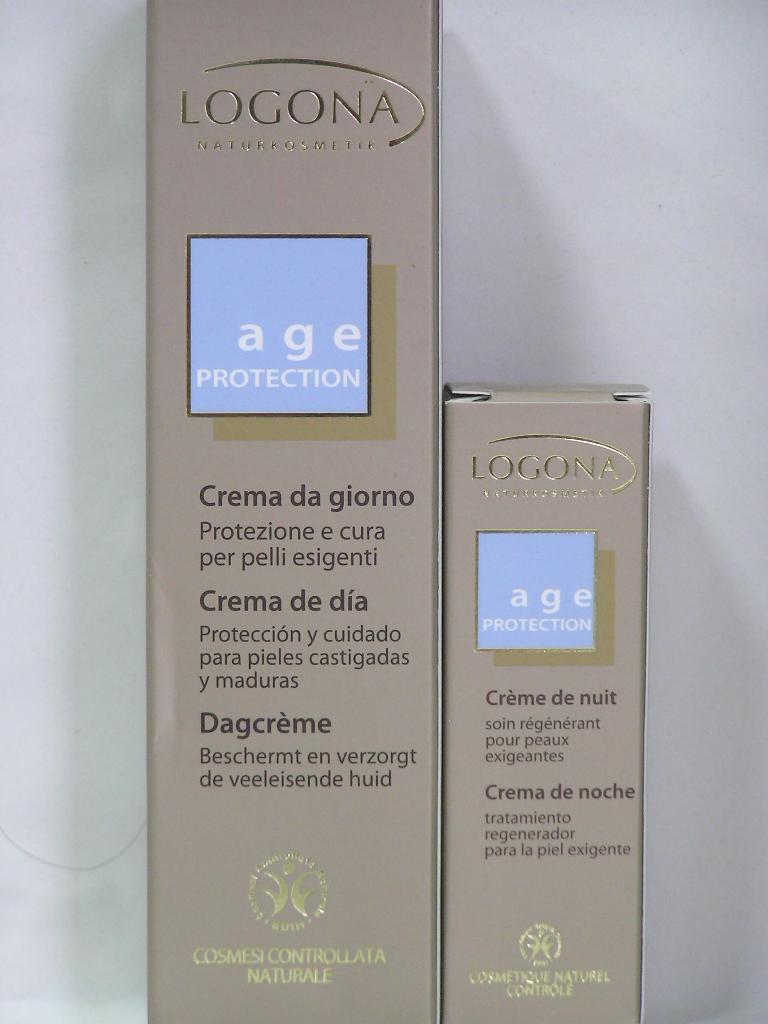 LOGONA
NATURKOSMETIK
age
PROTECTION
Crema da giorno
Protezione e cura
per pelli esigenti
Crema de día
Protección y cuidado
para pieles castigadas
y maduras
Dagcrème
Beschermt en verzorgt
de veeleisende huid
COSMESI CONTROLLATA
NATURALE
LOGONA
NATURKOSMETIK
age
PROTECTION
Crème de nuit
soin régénérant
pour peaux
exigeantes
Crema de noche
tratamiento
regenerador
para la piel exigente
COSMETIQUE NATUREL
CONTROLÉ